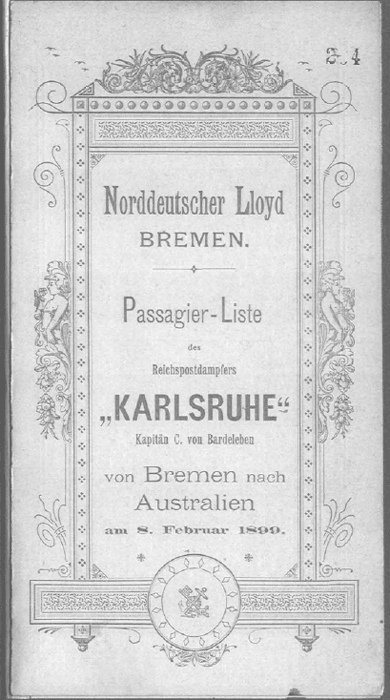 Norddeutscher Lloyd
BREMEN.
Passagier-Liste
des
Reichspostdampfers
„KARLSRUHE“
Kapitän C. von Bardeleben
von Bremen nach
Australien
am 8. Februar 1899.